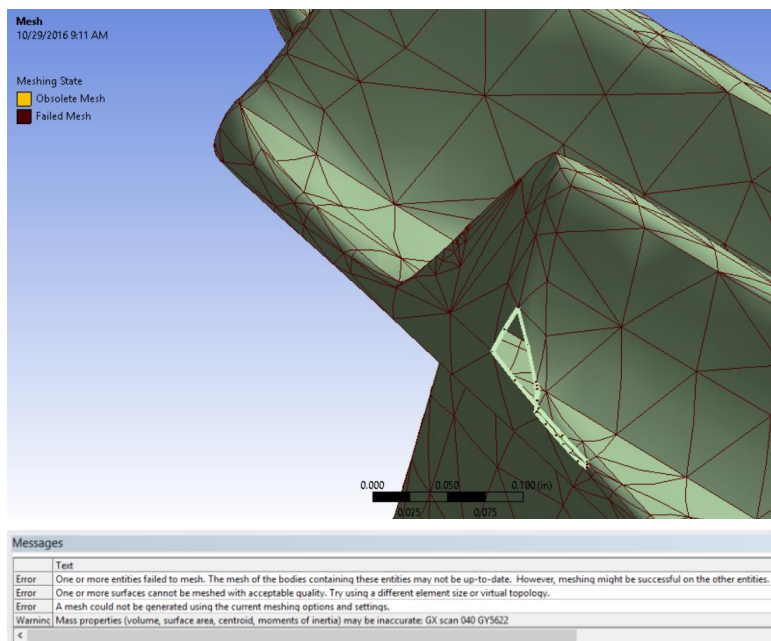 Mesh
10/29/2016 9:11 AM
Meshing State
Obsolete Mesh
Failed Mesh
0.000 0.050 0.100 (in)
0.025 0.075
Messages
Text
Error One or more entities failed to mesh. The mesh of the bodies containing these entities may not be up-to-date. However, meshing might be successful on the other entities.
Error One or more surfaces cannot be meshed with acceptable quality. Try using a different element size or virtual topology.
Error A mesh could not be generated using the current meshing options and settings.
Warninc Mass properties (volume, surface area, centroid, moments of inertia) may be inaccurate: GX scan 040 GY5622